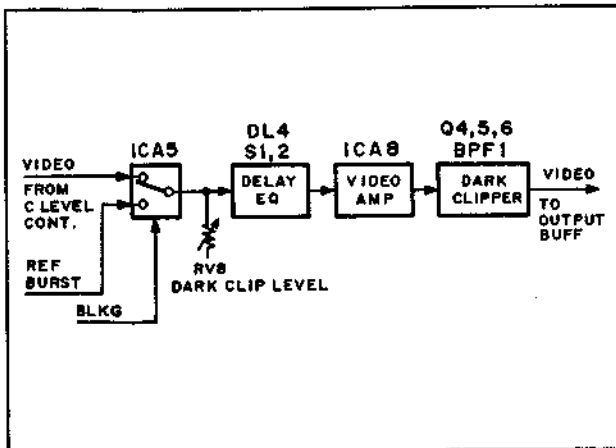 ICA5
DL4
S1,2
ICA8
Q4,5,6
BPF1
VIDEO
FROM
C LEVEL
CONT.
DELAY
EQ
VIDEO
AMP
DARK
CLIPPER
VIDEO
TO
OUTPUT
BUFF
REF
BURST
RV8
DARK CLIP LEVEL
BLKG